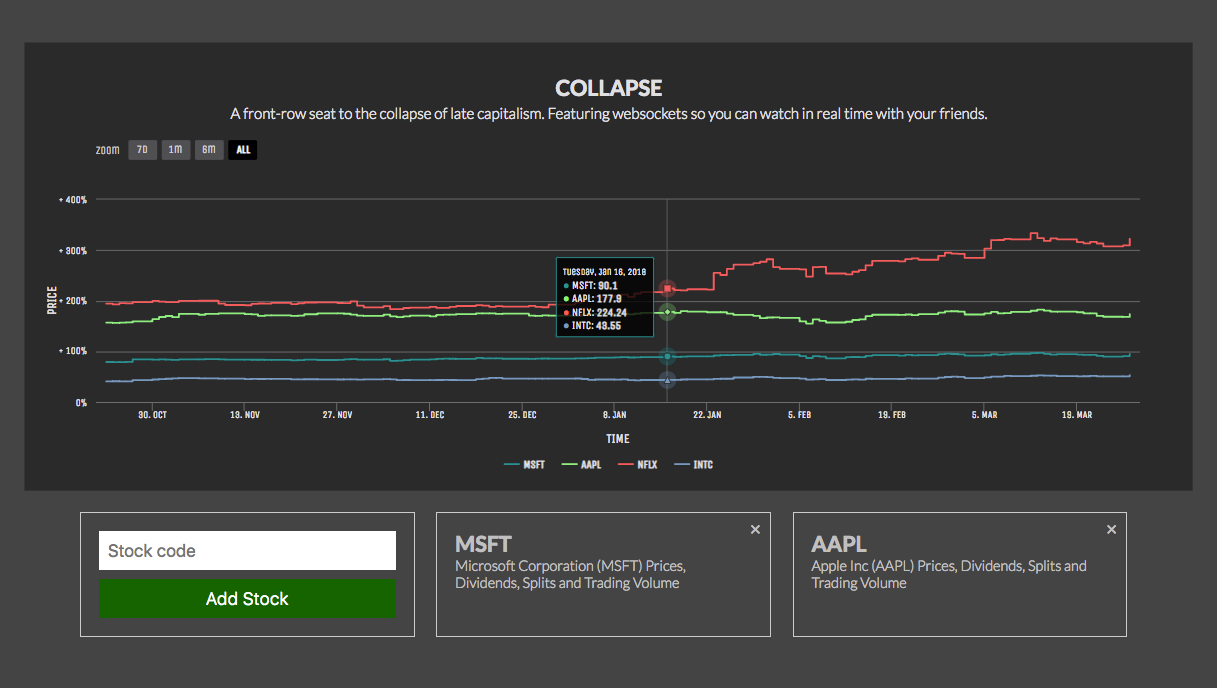 COLLAPSE
A front-row seat to the collapse of late capitalism. Featuring websockets so you can watch in real time with your friends.
ZOOM 7D 1M 6M ALL
+ 400%
+ 300%
+ 200%
+ 100%
0%
PRICE
Tuesday, Jan 16, 2018
MSFT: 90.1
AAPL: 177.9
NFLX: 224.24
INTC: 43.55
30. OCT 13. NOV 27. NOV 11. DEC 25. DEC 8. JAN 22. JAN 5. FEB 19. FEB 5. MAR 19. MAR
TIME
MSFT AAPL NFLX INTC
Stock code
Add Stock
MSFT ×
Microsoft Corporation (MSFT) Prices,
Dividends, Splits and Trading Volume
AAPL ×
Apple Inc (AAPL) Prices, Dividends, Splits and
Trading Volume